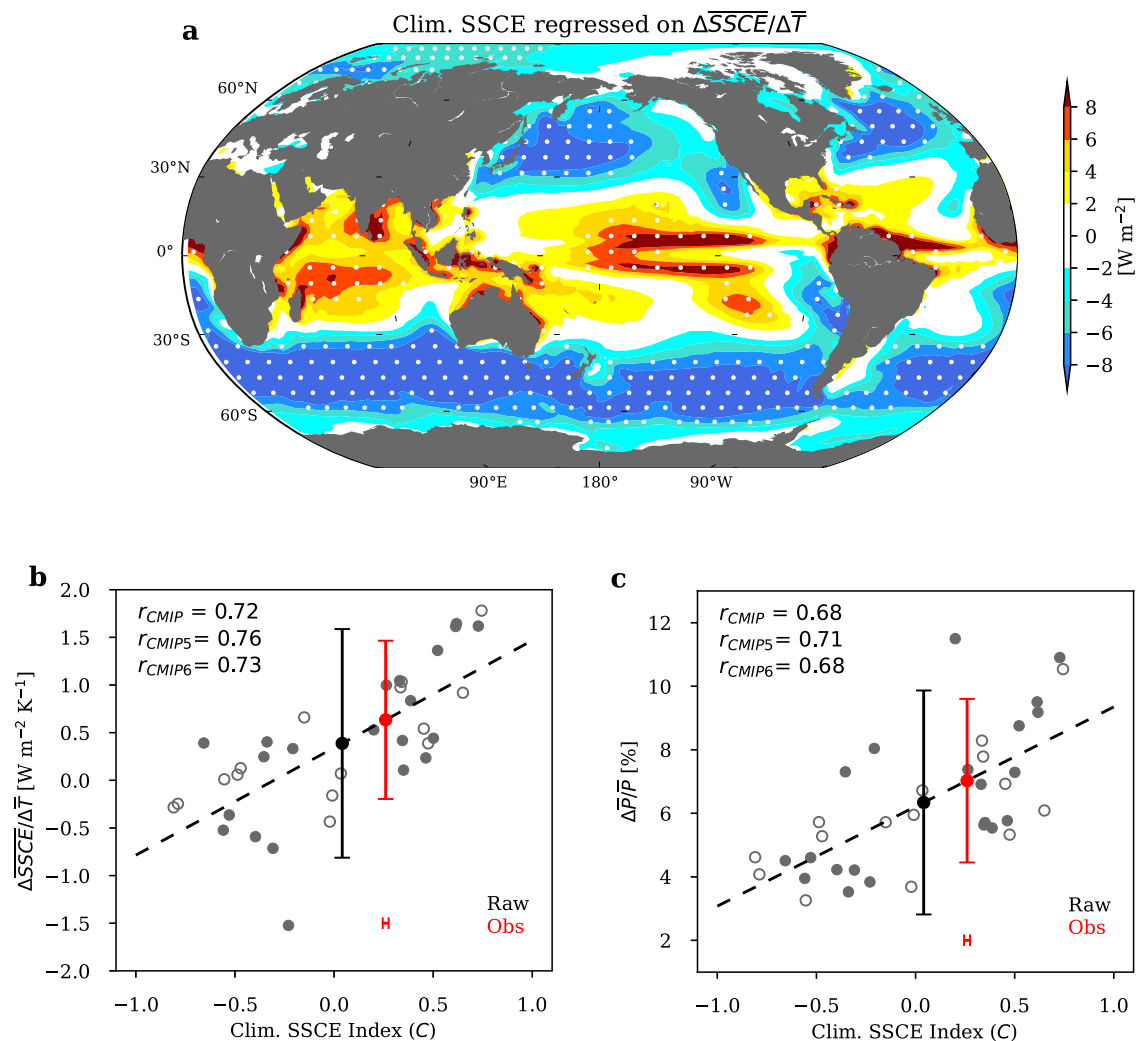 a
Clim. SSCE regressed on ΔSSCE/ΔT
60°N
30°N
0°
30°S
60°S
90°E 180° 90°W
8
6
4
2
0
−2
−4
−6
−8
[W m⁻²]
b
r_CMIP = 0.72
r_CMIP5= 0.76
r_CMIP6= 0.73
2.0
1.5
1.0
0.5
0.0
−0.5
−1.0
−1.5
−2.0
ΔSSCE/ΔT [W m⁻² K⁻¹]
Raw
Obs
−1.0 −0.5 0.0 0.5 1.0
Clim. SSCE Index (C)
c
r_CMIP = 0.68
r_CMIP5= 0.71
r_CMIP6= 0.68
12
10
8
6
4
2
ΔP/P [%]
Raw
Obs
−1.0 −0.5 0.0 0.5 1.0
Clim. SSCE Index (C)